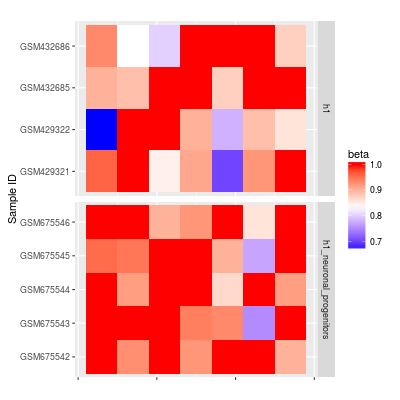 GSM432686
GSM432685
GSM429322
GSM429321
h1
GSM675546
GSM675545
GSM675544
GSM675543
GSM675542
h1_neuronal_progenitors
Sample ID
beta
1.0
0.9
0.8
0.7